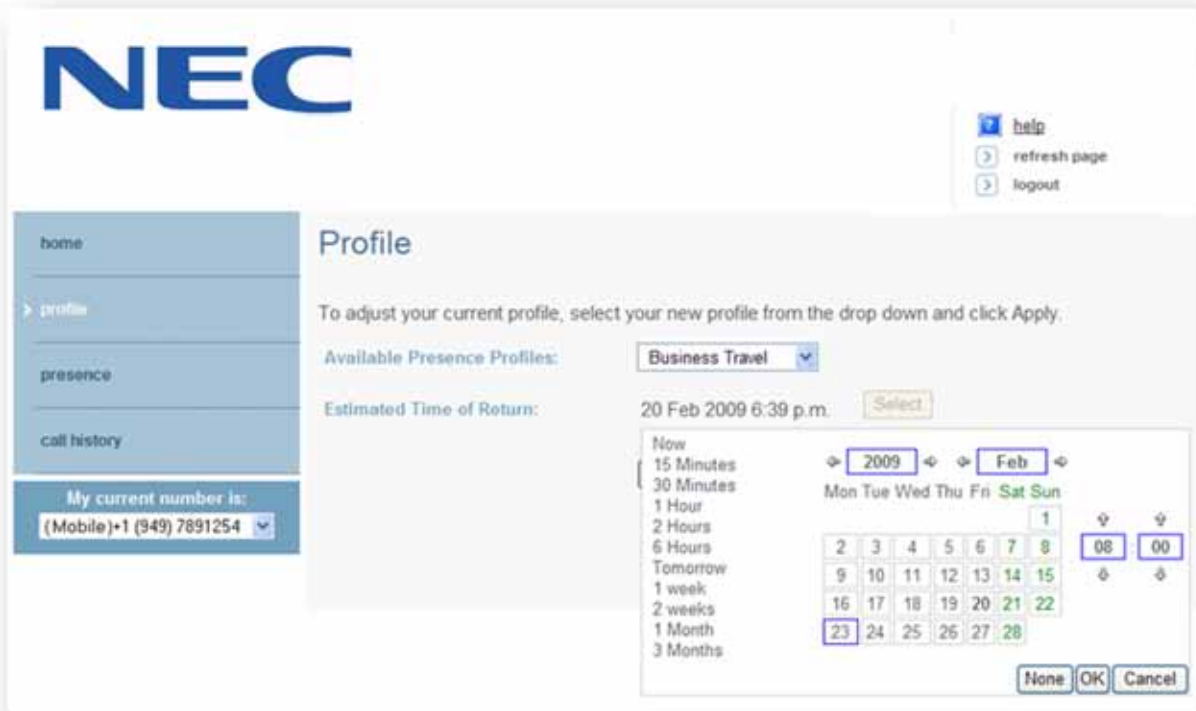 NEC
help
refresh page
logout
home
profile
presence
call history
My current number is:
(Mobile)+1 (949) 7891254
Profile
To adjust your current profile, select your new profile from the drop down and click Apply.
Available Presence Profiles:
Business Travel
Estimated Time of Return:
20 Feb 2009 6:39 p.m.
Select
Now
15 Minutes
30 Minutes
1 Hour
2 Hours
6 Hours
Tomorrow
1 week
2 weeks
1 Month
3 Months
2009 Feb
Mon Tue Wed Thu Fri Sat Sun
1
2 3 4 5 6 7 8
9 10 11 12 13 14 15
16 17 18 19 20 21 22
23 24 25 26 27 28
08 : 00
None OK Cancel